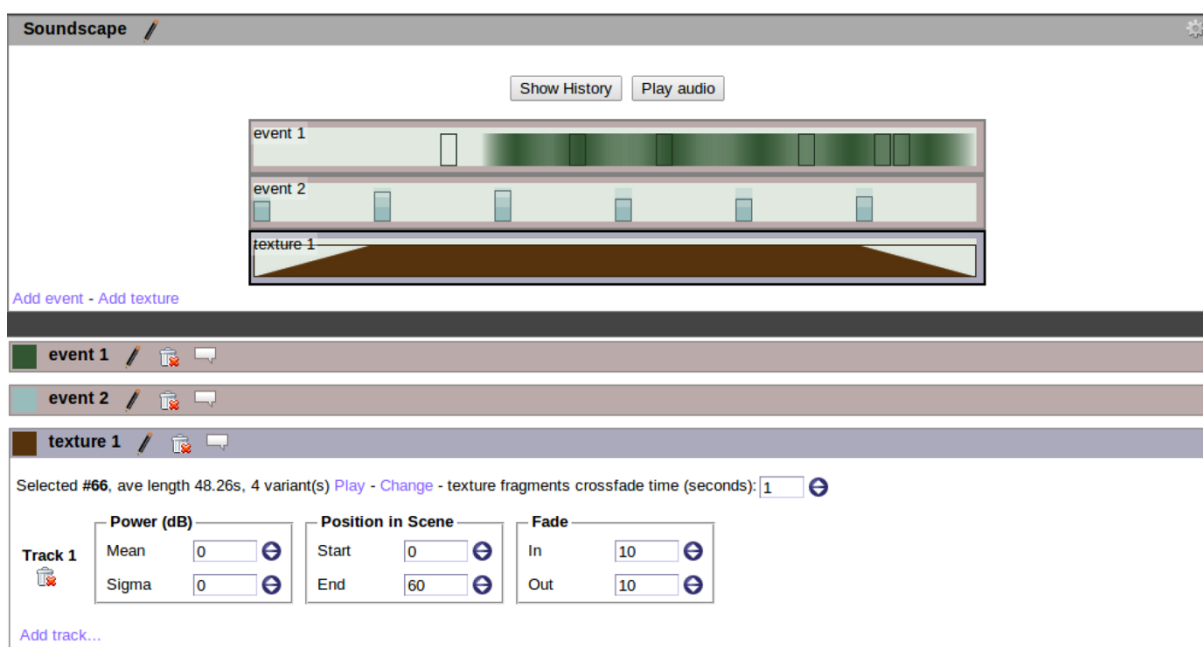 Soundscape
Show History Play audio
event 1
event 2
texture 1
Add event - Add texture
event 1
event 2
texture 1
Selected #66, ave length 48.26s, 4 variant(s) Play - Change - texture fragments crossfade time (seconds): 1
Power (dB) Position in Scene Fade
Track 1 Mean 0 Start 0 In 10
Sigma 0 End 60 Out 10
Add track...